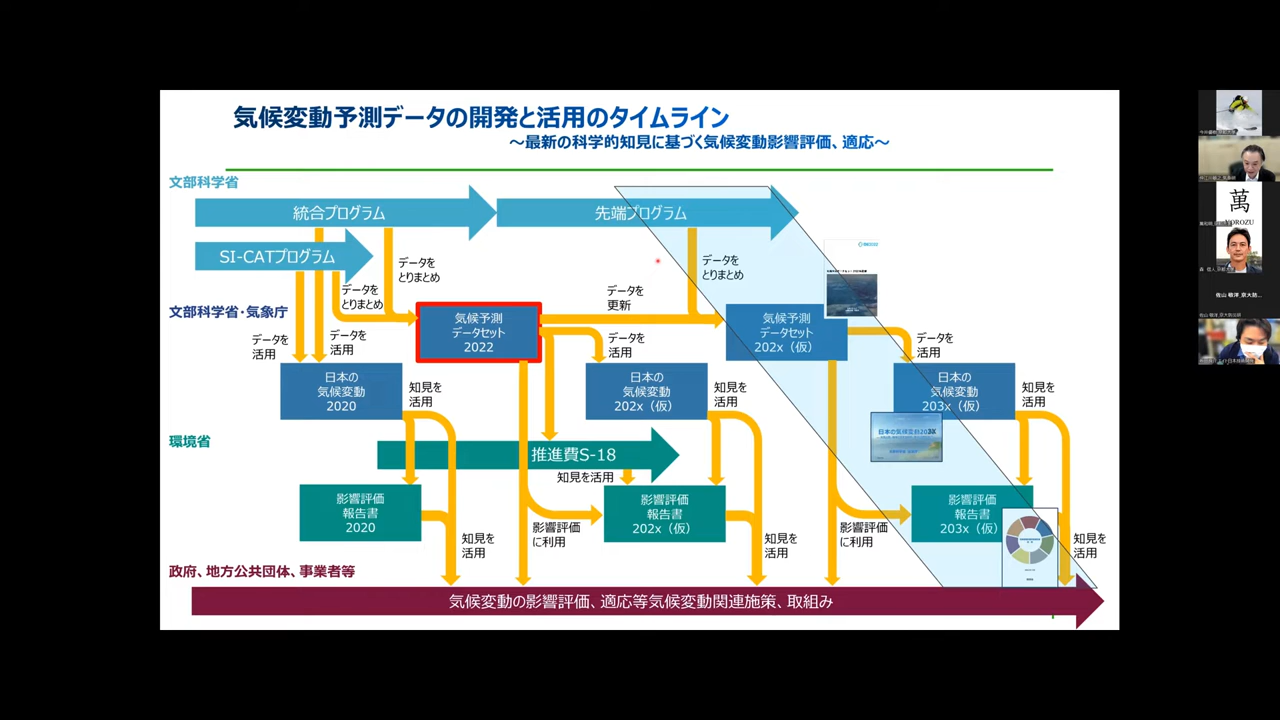 気候変動予測データの開発と活用のタイムライン
～最新の科学的知見に基づく気候変動影響評価、適応～
文部科学省
統合プログラム
先端プログラム
SI-CATプログラム
データを
とりまとめ
データを
とりまとめ
データを
とりまとめ
文部科学省・気象庁
気候予測
データセット
2022
データを
更新
気候予測
データセット
202x（仮）
データを
活用
データを
活用
データを
活用
データを
活用
日本の
気候変動
2020
知見を
活用
日本の
気候変動
202x（仮）
知見を
活用
日本の
気候変動
203x（仮）
知見を
活用
日本の気候変動203X
環境省
推進費S-18
知見を活用
影響評価
報告書
2020
知見を
活用
影響評価
に利用
影響評価
報告書
202x（仮）
知見を
活用
影響評価
に利用
影響評価
報告書
203x（仮）
知見を
活用
政府、地方公共団体、事業者等
気候変動の影響評価、適応等気候変動関連施策、取組み
萬
YOROZU
佐山 敬洋_京大防...